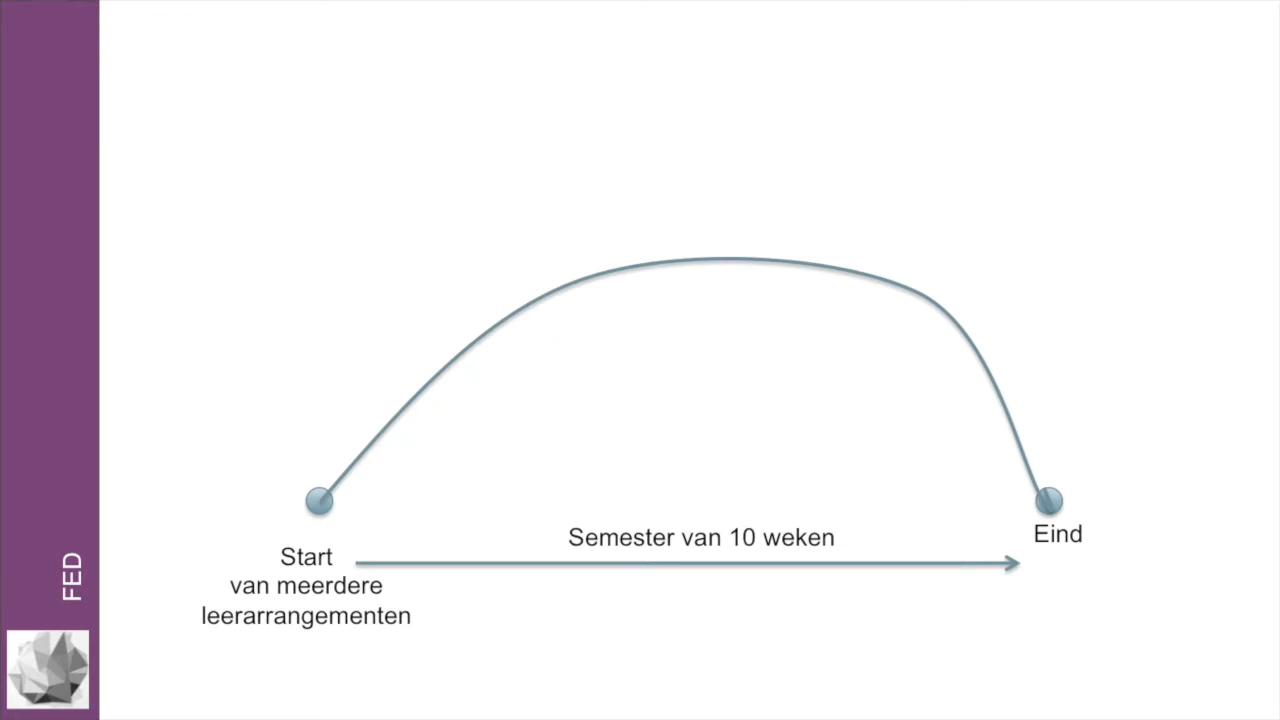 Semester van 10 weken
Eind
Start
van meerdere
leerarrangementen
FED